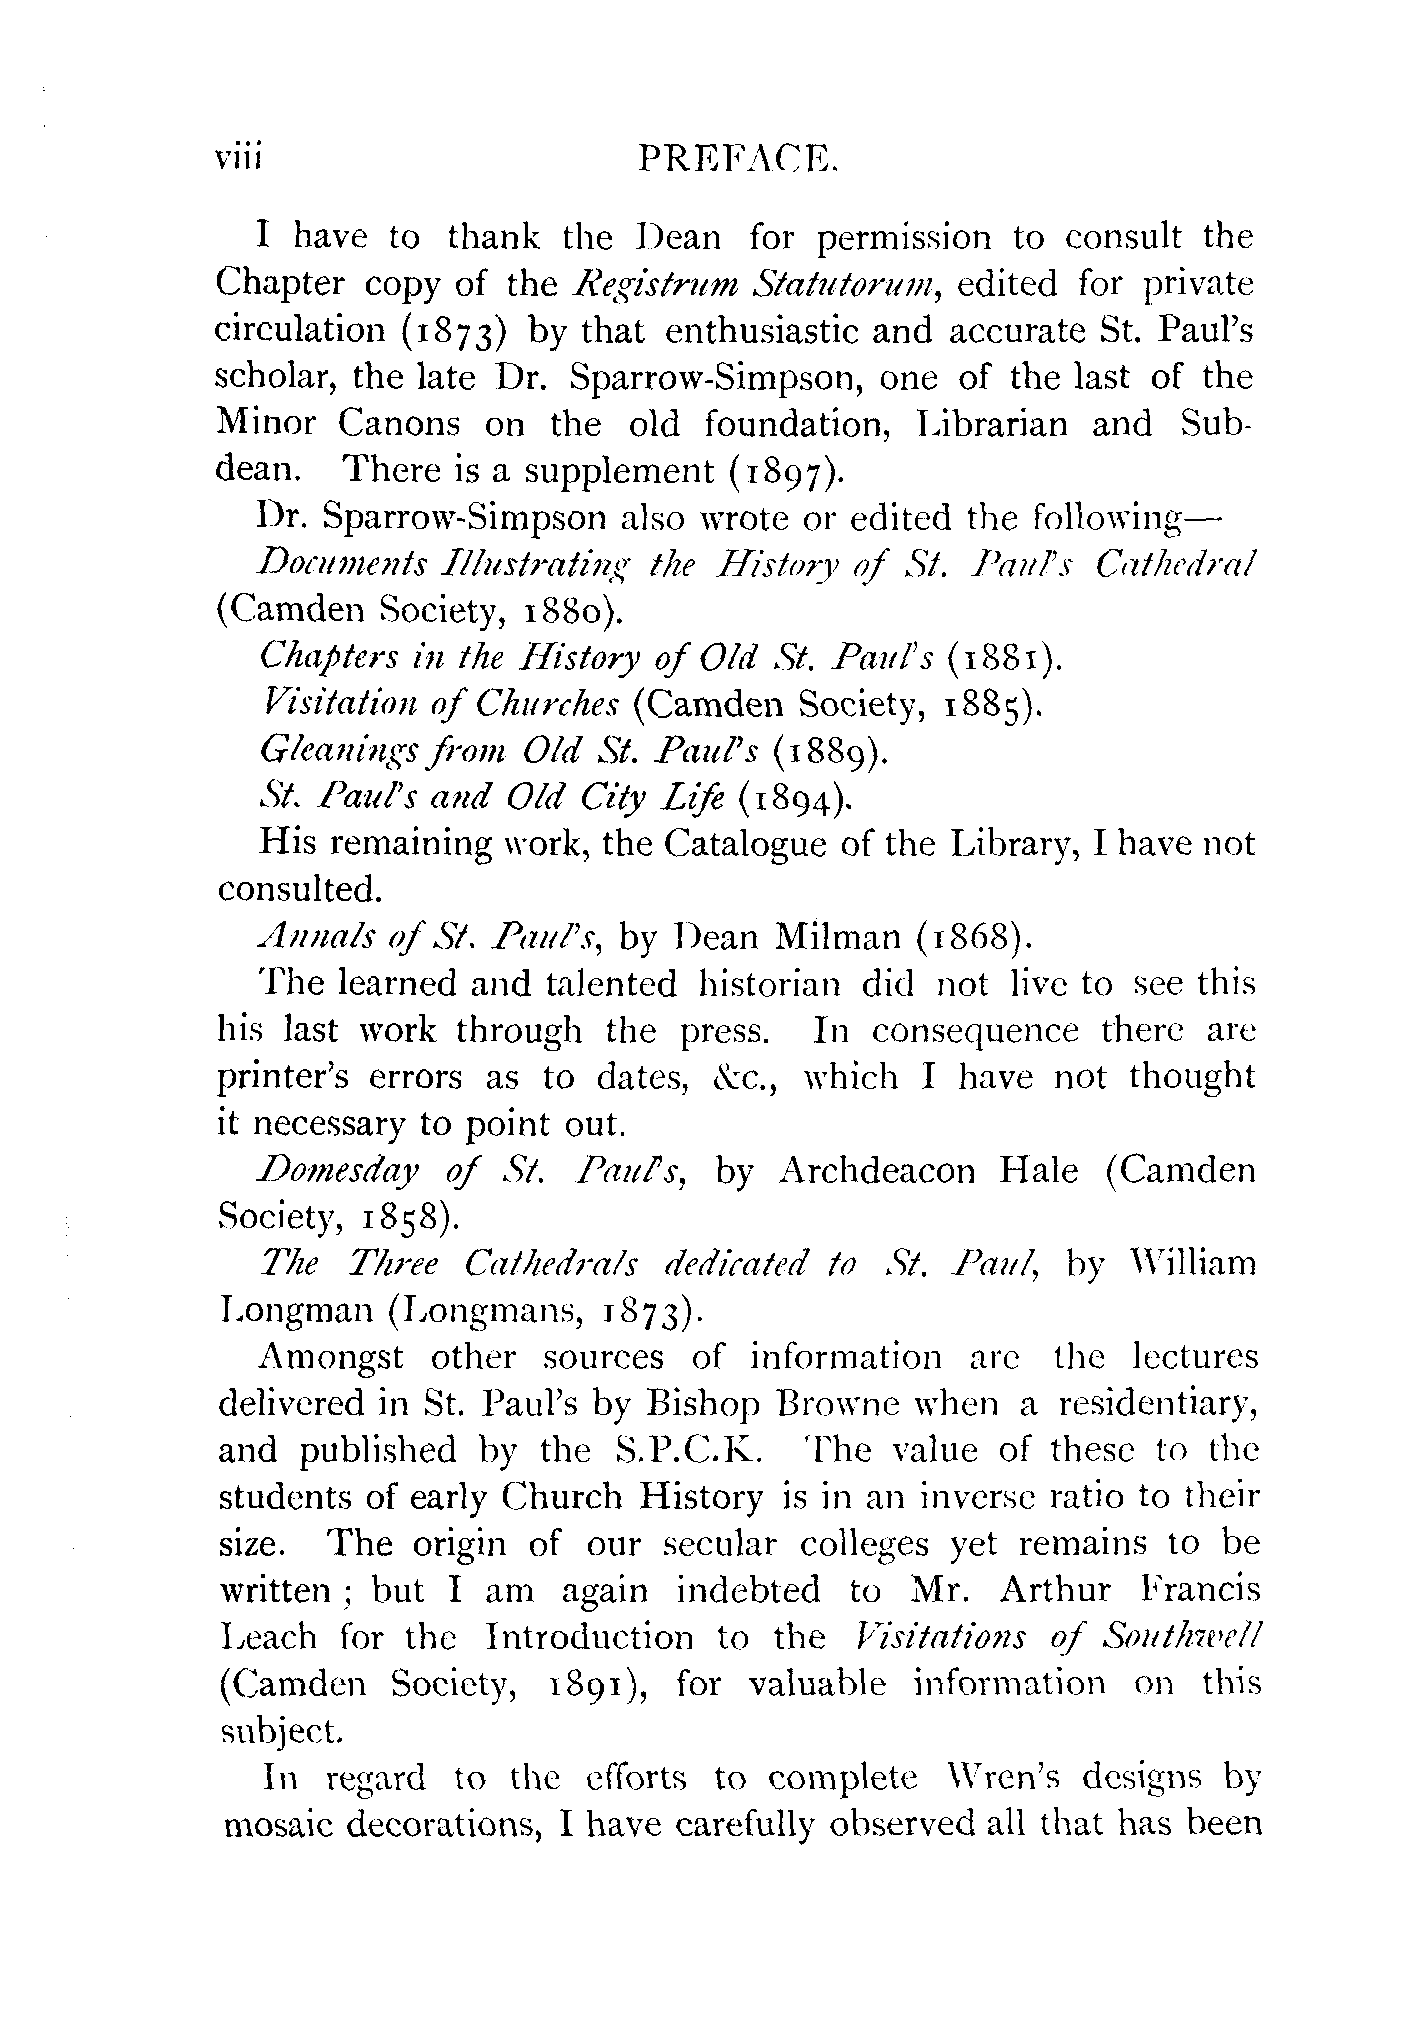 viii PREFACE.
I have to thank the Dean for permission to consult the
Chapter copy of the Registrum Statutorum, edited for private
circulation (1873) by that enthusiastic and accurate St. Paul's
scholar, the late Dr. Sparrow-Simpson, one of the last of the
Minor Canons on the old foundation, Librarian and Sub-
dean. There is a supplement (1897).
Dr. Sparrow-Simpson also wrote or edited the following—
Documents Illustrating the History of St. Paul's Cathedral
(Camden Society, 1880).
Chapters in the History of Old St. Paul's (1881).
Visitation of Churches (Camden Society, 1885).
Gleanings from Old St. Paul's (1889).
St. Paul's and Old City Life (1894).
His remaining work, the Catalogue of the Library, I have not
consulted.
Annals of St. Paul's, by Dean Milman (1868).
The learned and talented historian did not live to see this
his last work through the press. In consequence there are
printer's errors as to dates, &c., which I have not thought
it necessary to point out.
Domesday of St. Paul's, by Archdeacon Hale (Camden
Society, 1858).
The Three Cathedrals dedicated to St. Paul, by William
Longman (Longmans, 1873).
Amongst other sources of information are the lectures
delivered in St. Paul's by Bishop Browne when a residentiary,
and published by the S.P.C.K. The value of these to the
students of early Church History is in an inverse ratio to their
size. The origin of our secular colleges yet remains to be
written ; but I am again indebted to Mr. Arthur Francis
Leach for the Introduction to the Visitations of Southwell
(Camden Society, 1891), for valuable information on this
subject.
In regard to the efforts to complete Wren's designs by
mosaic decorations, I have carefully observed all that has been